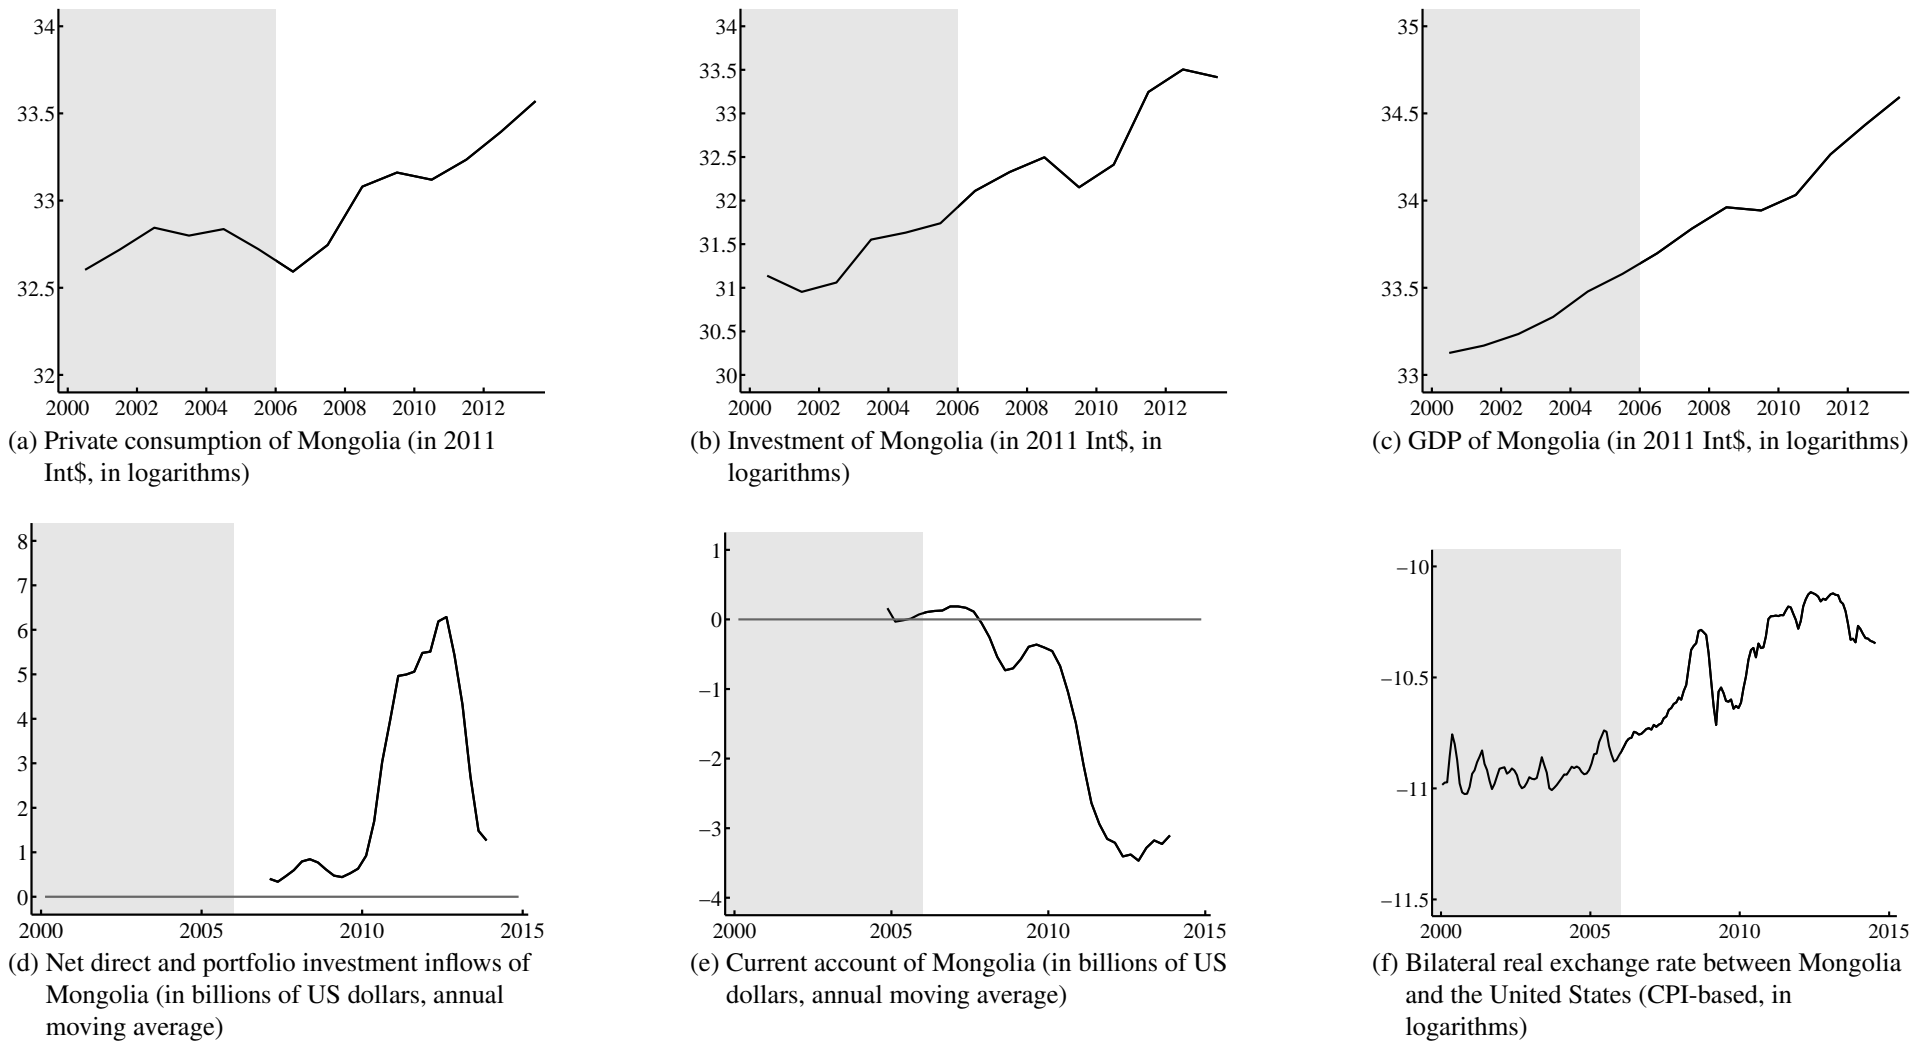 34
33.5
33
32.5
32
2000 2002 2004 2006 2008 2010 2012
(a) Private consumption of Mongolia (in 2011
Int$, in logarithms)
34
33.5
33
32.5
32
31.5
31
30.5
30
2000 2002 2004 2006 2008 2010 2012
(b) Investment of Mongolia (in 2011 Int$, in
logarithms)
35
34.5
34
33.5
33
2000 2002 2004 2006 2008 2010 2012
(c) GDP of Mongolia (in 2011 Int$, in logarithms)
8
7
6
5
4
3
2
1
0
2000 2005 2010 2015
(d) Net direct and portfolio investment inflows of
Mongolia (in billions of US dollars, annual
moving average)
1
0
−1
−2
−3
−4
2000 2005 2010 2015
(e) Current account of Mongolia (in billions of US
dollars, annual moving average)
−10
−10.5
−11
−11.5
2000 2005 2010 2015
(f) Bilateral real exchange rate between Mongolia
and the United States (CPI-based, in
logarithms)